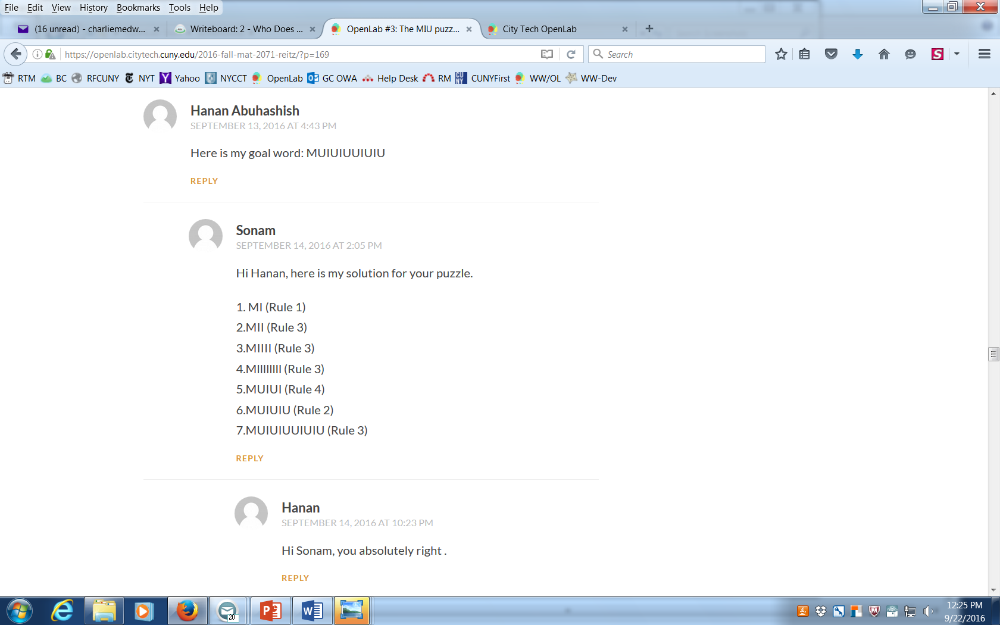 File Edit View History Bookmarks Tools Help
(16 unread) - charliemedw...
Writeboard: 2 - Who Does ...
OpenLab #3: The MIU puzz...
City Tech OpenLab
https://openlab.citytech.cuny.edu/2016-fall-mat-2071-reitz/?p=169
Search
S
RTM BC RFCUNY NYT Yahoo NYCCT OpenLab GC OWA Help Desk RM CUNYFirst WW/OL WW-Dev
Hanan Abuhashish
SEPTEMBER 13, 2016 AT 4:43 PM
Here is my goal word: MUIUIUUIUIU
REPLY
Sonam
SEPTEMBER 14, 2016 AT 2:05 PM
Hi Hanan, here is my solution for your puzzle.
1. MI (Rule 1)
2.MII (Rule 3)
3.MIIII (Rule 3)
4.MIIIIIIII (Rule 3)
5.MUIUI (Rule 4)
6.MUIUIU (Rule 2)
7.MUIUIUUIUIU (Rule 3)
REPLY
Hanan
SEPTEMBER 14, 2016 AT 10:23 PM
Hi Sonam, you absolutely right .
REPLY
20
12:25 PM
9/22/2016